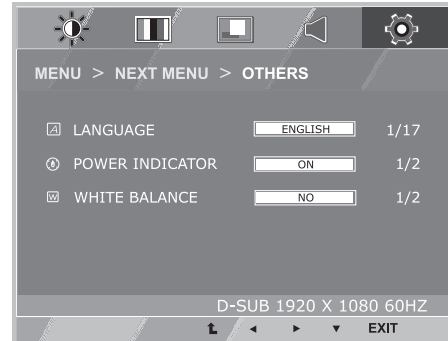 MENU > NEXT MENU > OTHERS
A LANGUAGE ENGLISH 1/17
POWER INDICATOR ON 1/2
W WHITE BALANCE NO 1/2
D-SUB 1920 X 1080 60HZ
EXIT